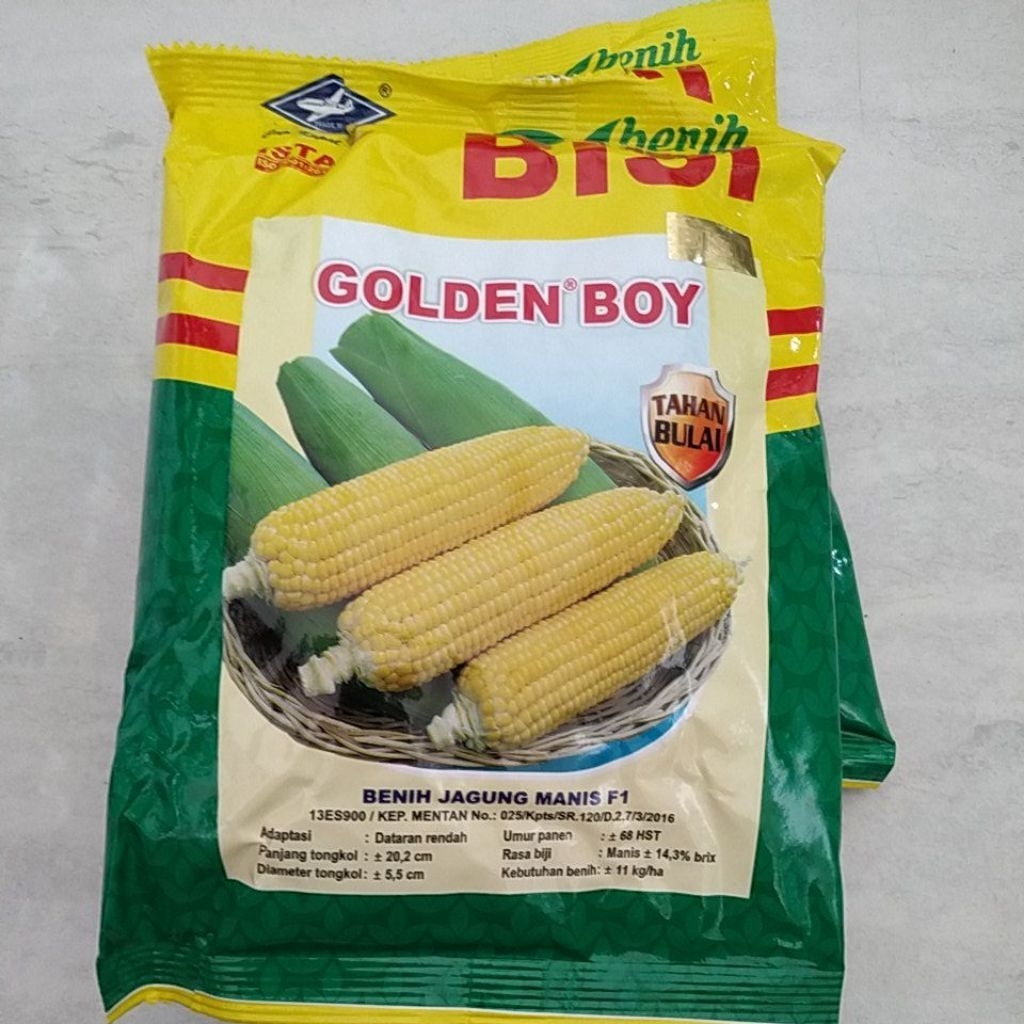 benih
benih
BISI
GOLDEN® BOY
TAHAN
BULAI
BENIH JAGUNG MANIS F1
13ES900 / KEP. MENTAN No.: 025/Kpts/SR.120/D.2.7/3/2016
Adaptasi : Dataran rendah
Panjang tongkol : ± 20,2 cm
Diameter tongkol : ± 5,5 cm
Umur panen : ± 68 HST
Rasa biji : Manis ± 14,3% brix
Kebutuhan benih: ± 11 kg/ha